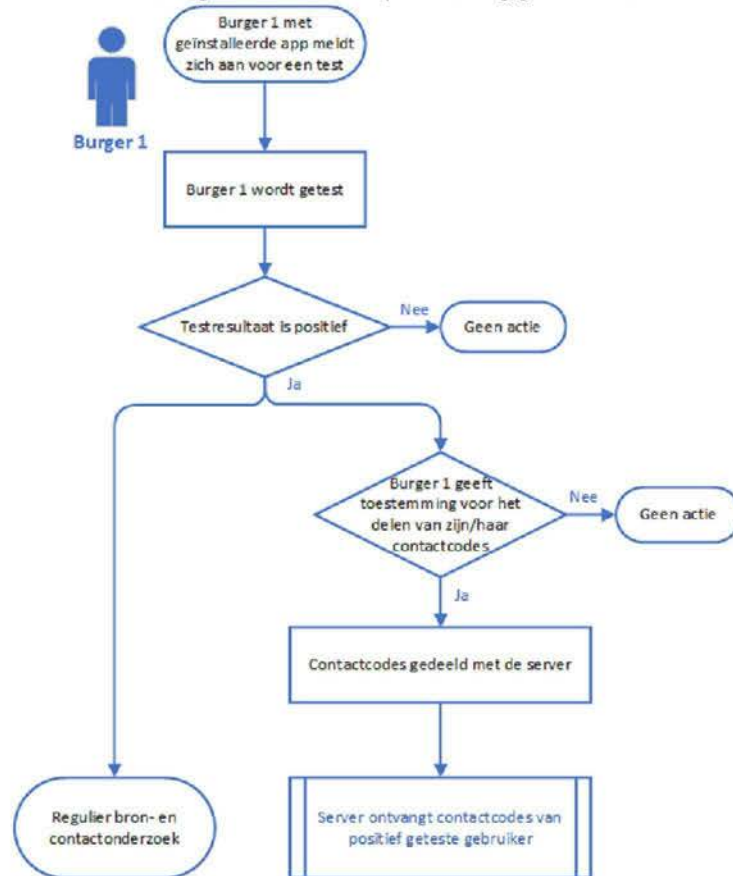 Burger 1 met
geïnstalleerde app meldt
zich aan voor een test
Burger 1
Burger 1 wordt getest
Testresultaat is positief
Nee
Geen actie
Ja
Burger 1 geeft
toestemming voor het
delen van zijn/haar
contactcodes
Nee
Geen actie
Ja
Contactcodes gedeeld met de server
Regulier bron- en
contactonderzoek
Server ontvangt contactcodes van
positief geteste gebruiker